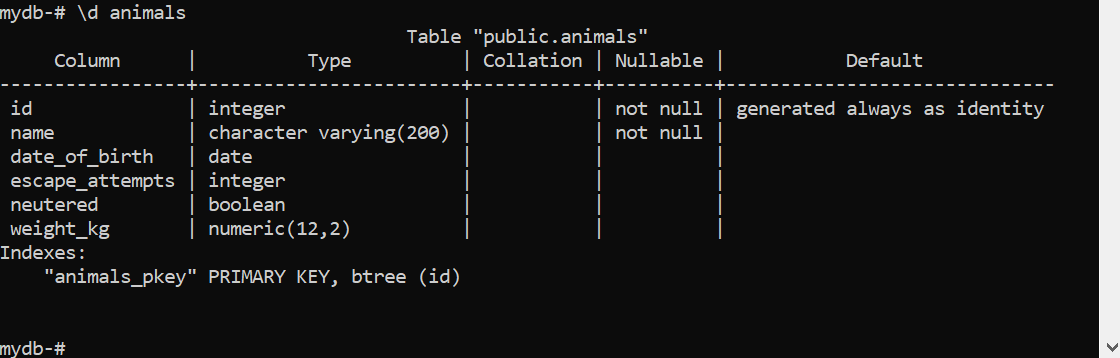 mydb-# \d animals
                                  Table "public.animals"
     Column      |          Type          | Collation | Nullable |           Default
-----------------+------------------------+-----------+----------+------------------------------
 id              | integer                |           | not null | generated always as identity
 name            | character varying(200) |           | not null |
 date_of_birth   | date                   |           |          |
 escape_attempts | integer                |           |          |
 neutered        | boolean                |           |          |
 weight_kg       | numeric(12,2)          |           |          |
Indexes:
    "animals_pkey" PRIMARY KEY, btree (id)
mydb-#